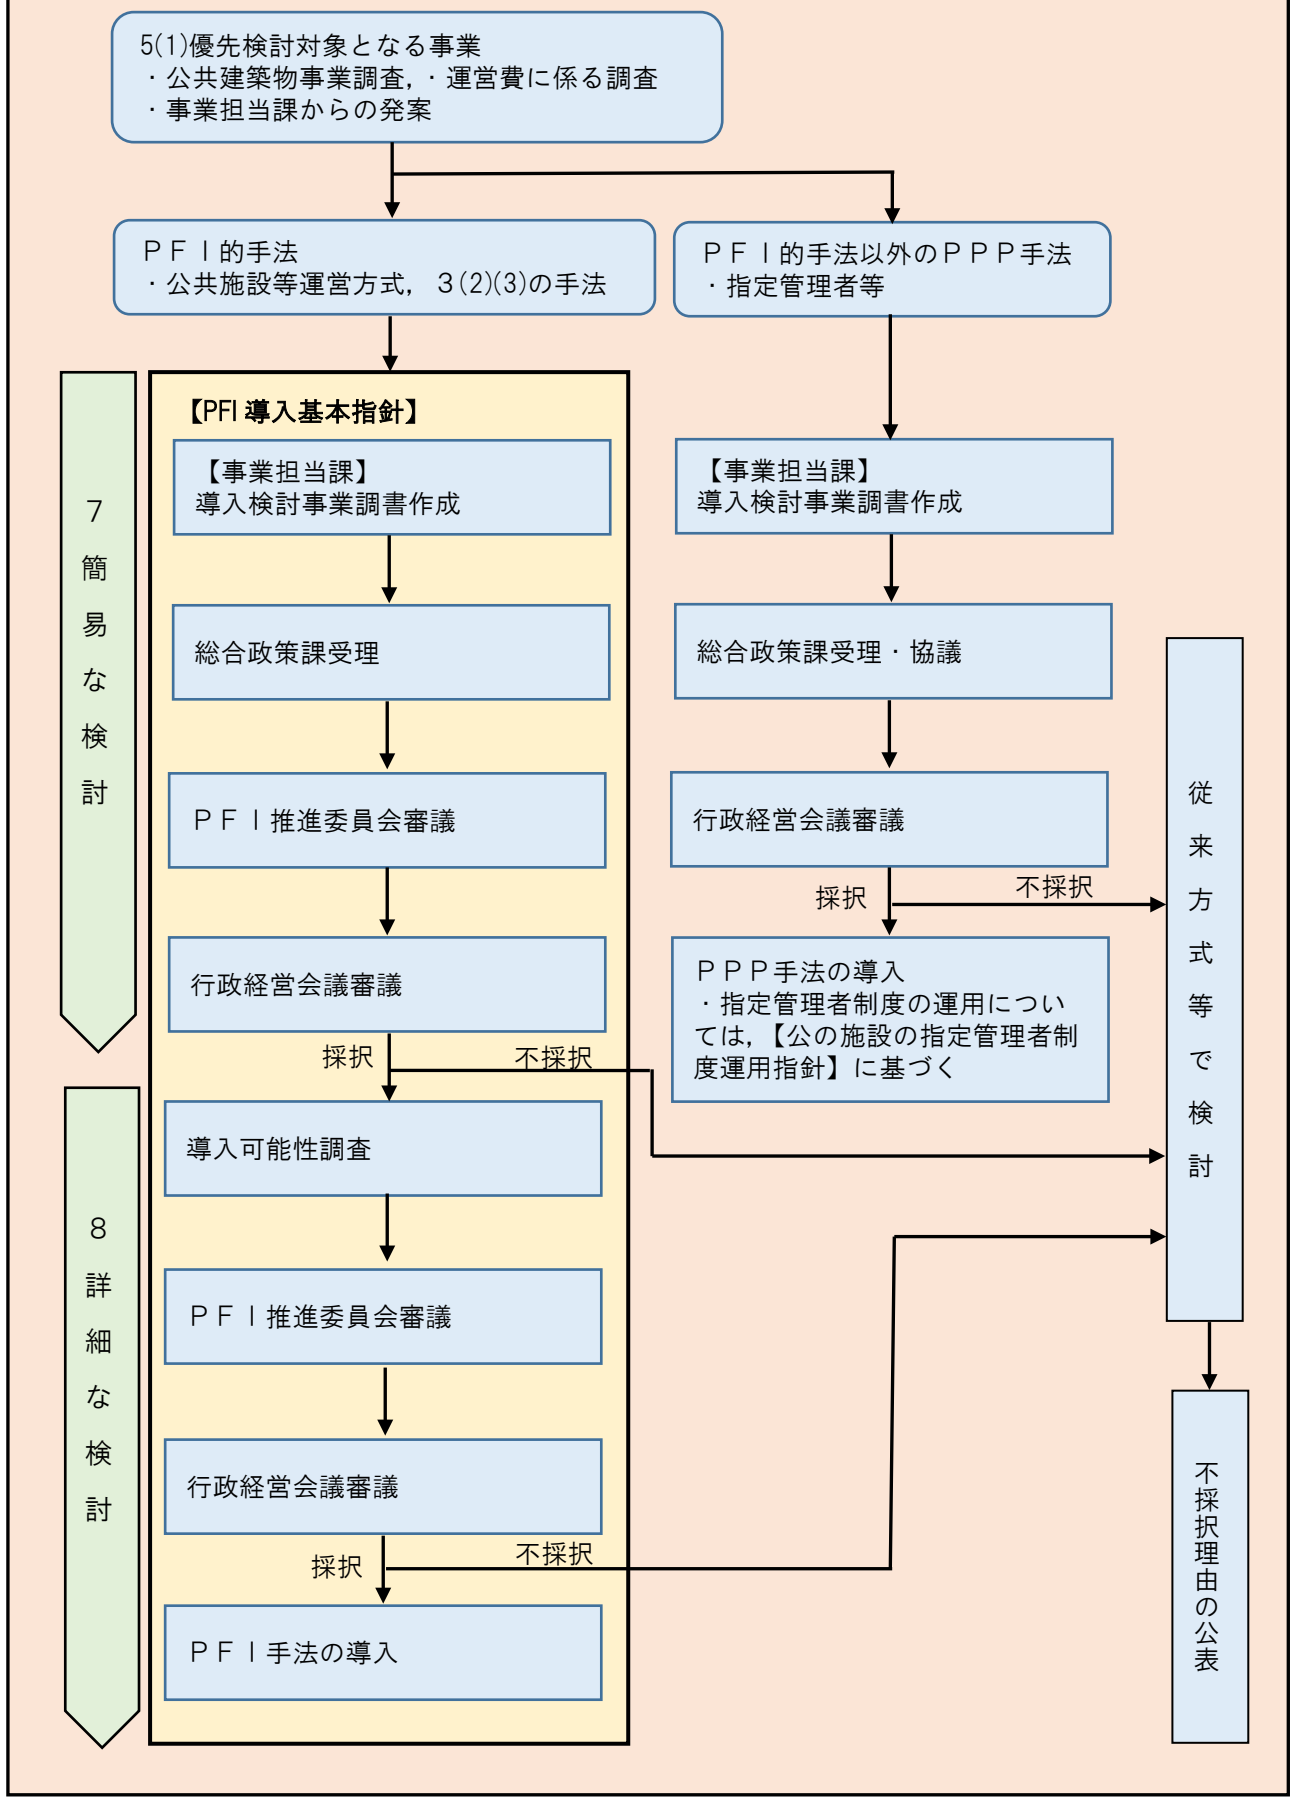 5(1)優先検討対象となる事業
・公共建築物事業調査,・運営費に係る調査
・事業担当課からの発案
ＰＦＩ的手法
・公共施設等運営方式，３(2)(3)の手法
ＰＦＩ的手法以外のＰＰＰ手法
・指定管理者等
７簡易な検討
【PFI 導入基本指針】
【事業担当課】
導入検討事業調書作成
総合政策課受理
ＰＦＩ推進委員会審議
行政経営会議審議
採択
不採択
８詳細な検討
導入可能性調査
ＰＦＩ推進委員会審議
行政経営会議審議
採択
不採択
ＰＦＩ手法の導入
【事業担当課】
導入検討事業調書作成
総合政策課受理・協議
行政経営会議審議
採択
不採択
ＰＰＰ手法の導入
・指定管理者制度の運用につい
ては,【公の施設の指定管理者制
度運用指針】に基づく
従来方式等で検討
不採択理由の公表